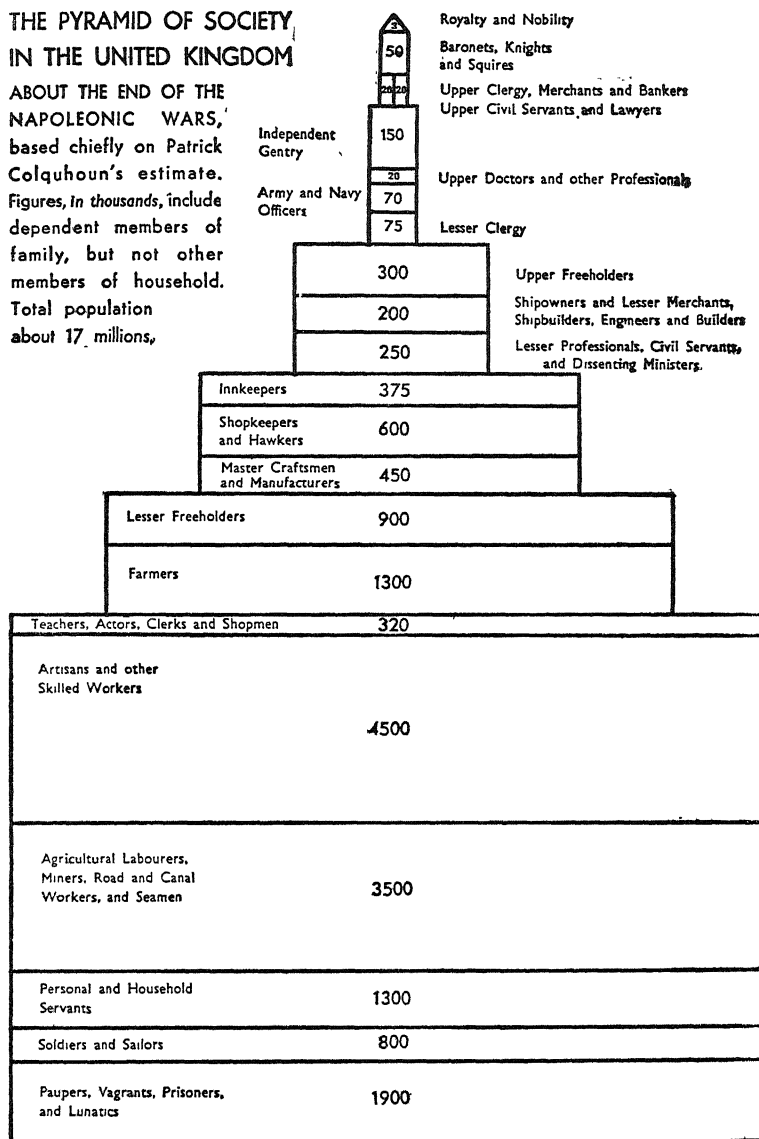 THE PYRAMID OF SOCIETY
IN THE UNITED KINGDOM
ABOUT THE END OF THE
NAPOLEONIC WARS,
based chiefly on Patrick
Colquhoun's estimate.
Figures, in thousands, include
dependent members of
family, but not other
members of household.
Total population
about 17 millions,
3
Royalty and Nobility
50
Baronets, Knights
and Squires
20 20
Upper Clergy, Merchants and Bankers
Upper Civil Servants and Lawyers
Independent
Gentry
150
20
Upper Doctors and other Professionals
Army and Navy
Officers
70
75
Lesser Clergy
300
Upper Freeholders
200
Shipowners and Lesser Merchants,
Shipbuilders, Engineers and Builders
250
Lesser Professionals, Civil Servants,
and Dissenting Ministers.
Innkeepers 375
Shopkeepers
and Hawkers
600
Master Craftsmen
and Manufacturers
450
Lesser Freeholders 900
Farmers 1300
Teachers, Actors, Clerks and Shopmen 320
Artisans and other
Skilled Workers
4500
Agricultural Labourers,
Miners, Road and Canal
Workers, and Seamen
3500
Personal and Household
Servants
1300
Soldiers and Sailors 800
Paupers, Vagrants, Prisoners,
and Lunatics
1900